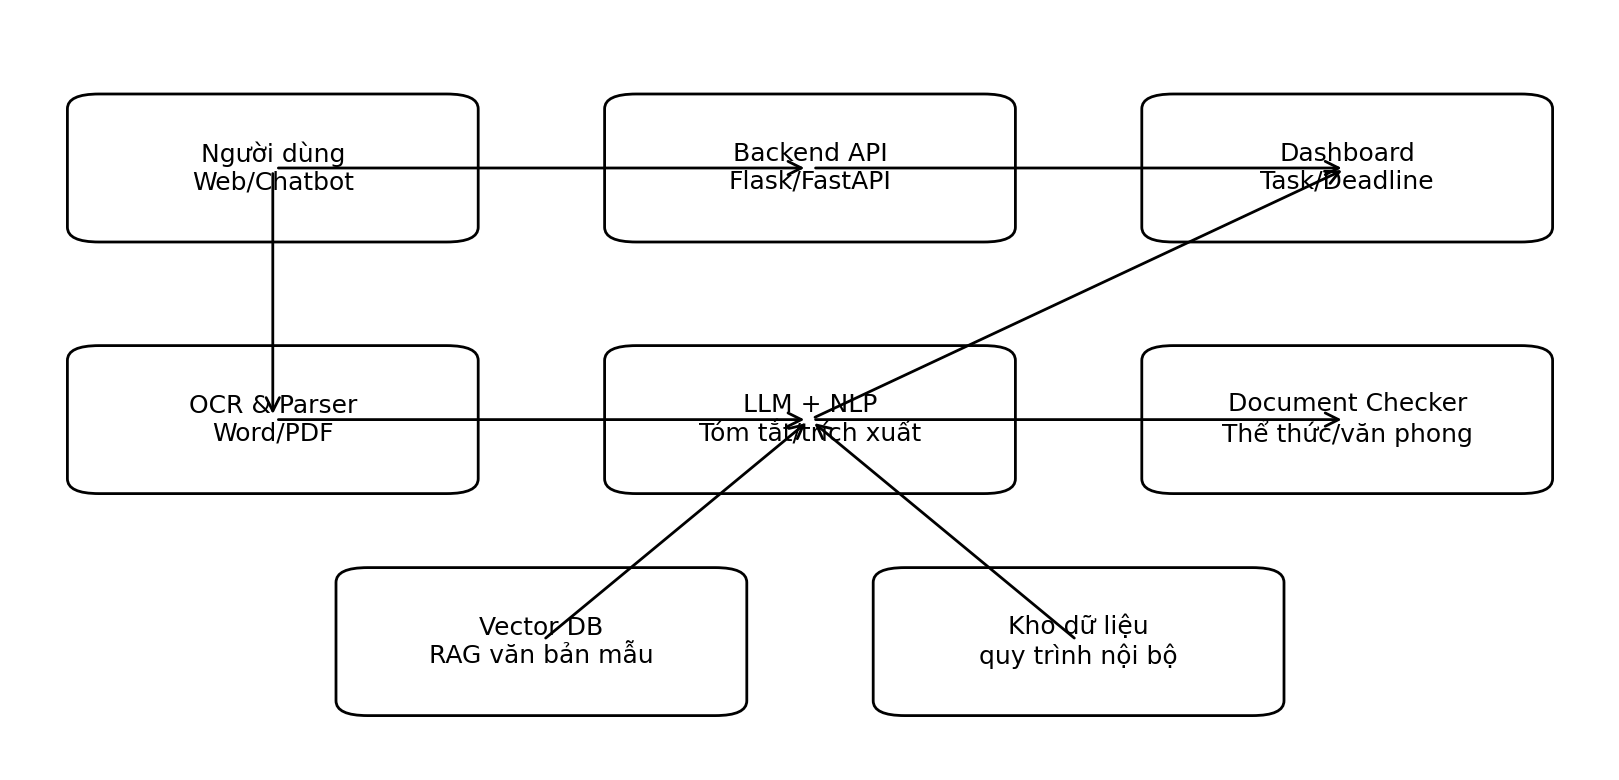 Người dùng
Web/Chatbot
Backend API
Flask/FastAPI
Dashboard
Task/Deadline
OCR & Parser
Word/PDF
LLM + NLP
Tóm tắt/trích xuất
Document Checker
Thể thức/văn phong
Vector DB
RAG văn bản mẫu
Kho dữ liệu
quy trình nội bộ